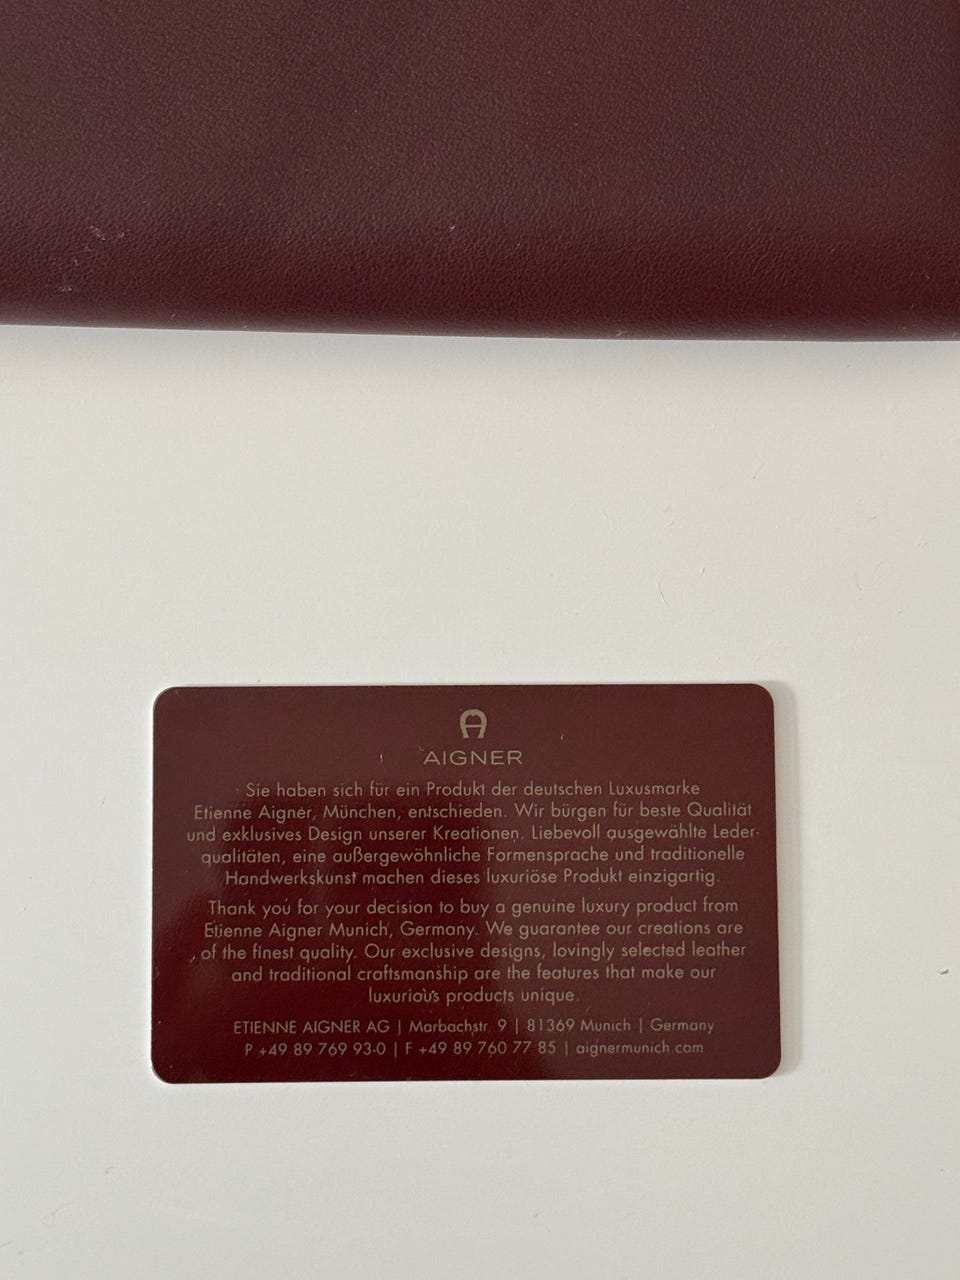 AIGNER
Sie haben sich für ein Produkt der deutschen Luxusmarke
Etienne Aigner, München, entschieden. Wir bürgen für beste Qualität
und exklusives Design unserer Kreationen. Liebevoll ausgewählte Leder-
qualitäten, eine außergewöhnliche Formensprache und traditionelle
Handwerkskunst machen dieses luxuriöse Produkt einzigartig.
Thank you for your decision to buy a genuine luxury product from
Etienne Aigner Munich, Germany. We guarantee our creations are
of the finest quality. Our exclusive designs, lovingly selected leather
and traditional craftsmanship are the features that make our
luxurious products unique.
ETIENNE AIGNER AG | Marbachstr. 9 | 81369 Munich | Germany
P +49 89 769 93-0 | F +49 89 760 77 85 | aignermunich.com